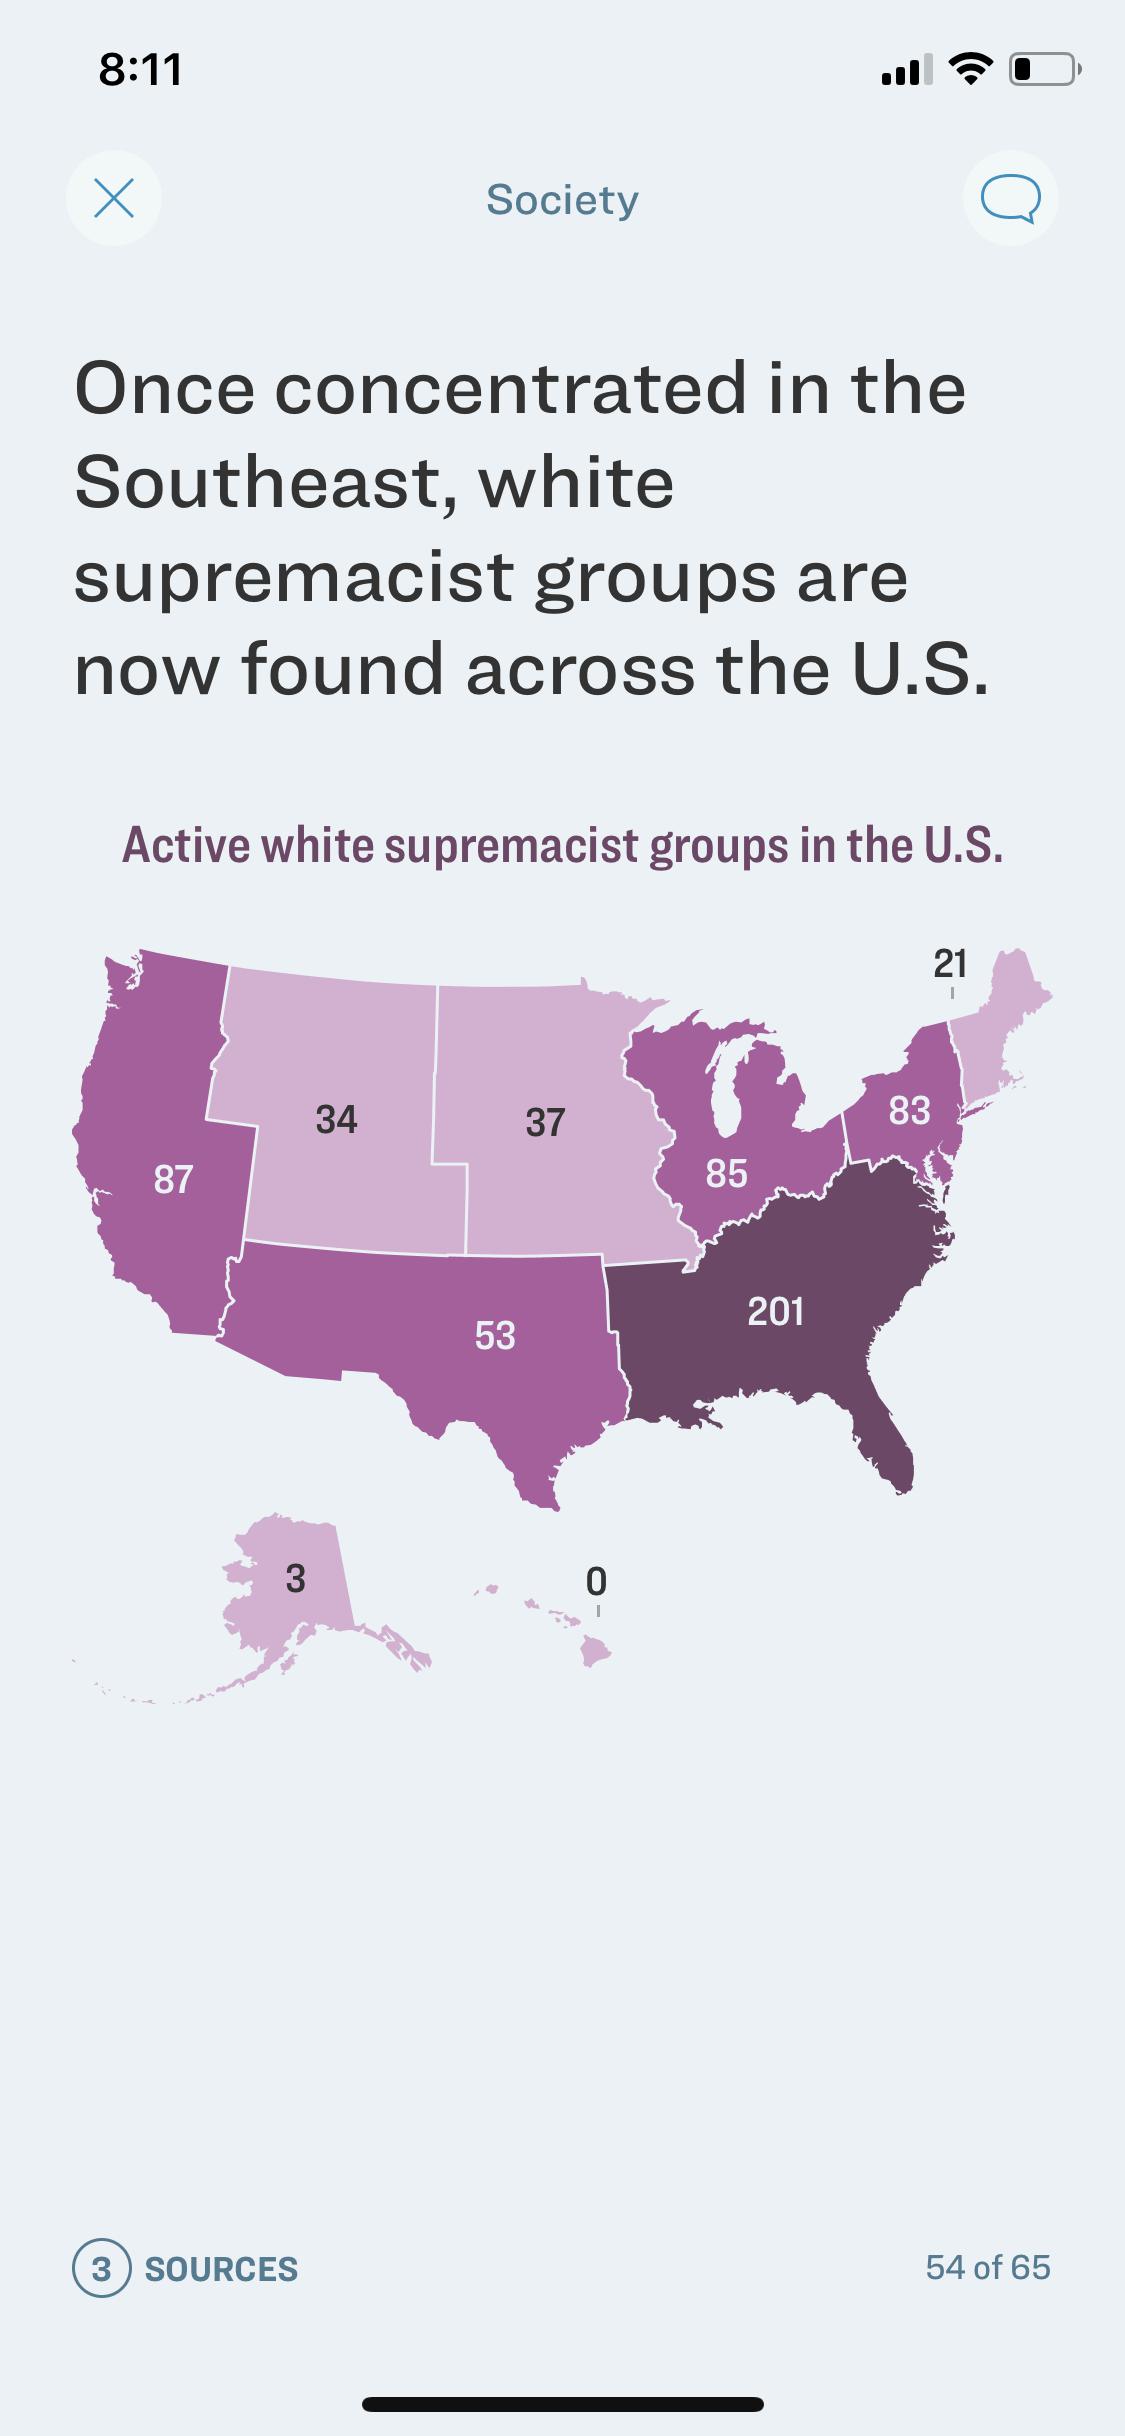 8:11
Society
Once concentrated in the
Southeast, white
supremacist groups are
now found across the U.S.
Active white supremacist groups in the U.S.
21
34
37
83
87
85
201
53
3
0
3 SOURCES
54 of 65